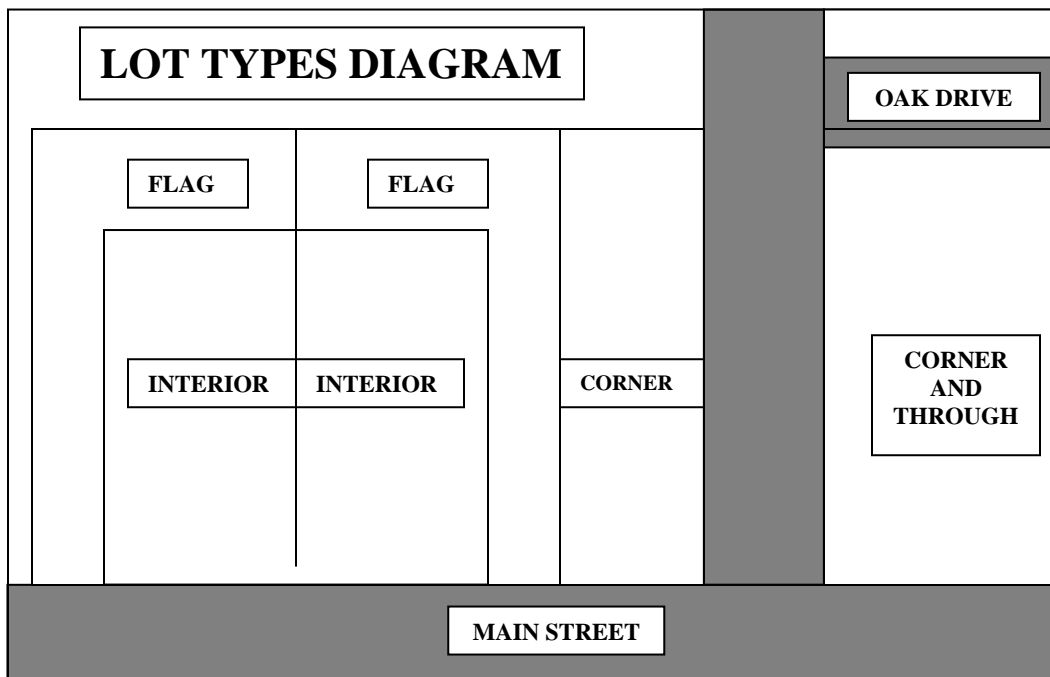 LOT TYPES DIAGRAM
OAK DRIVE
FLAG
FLAG
INTERIOR
INTERIOR
CORNER
CORNER
AND
THROUGH
MAIN STREET